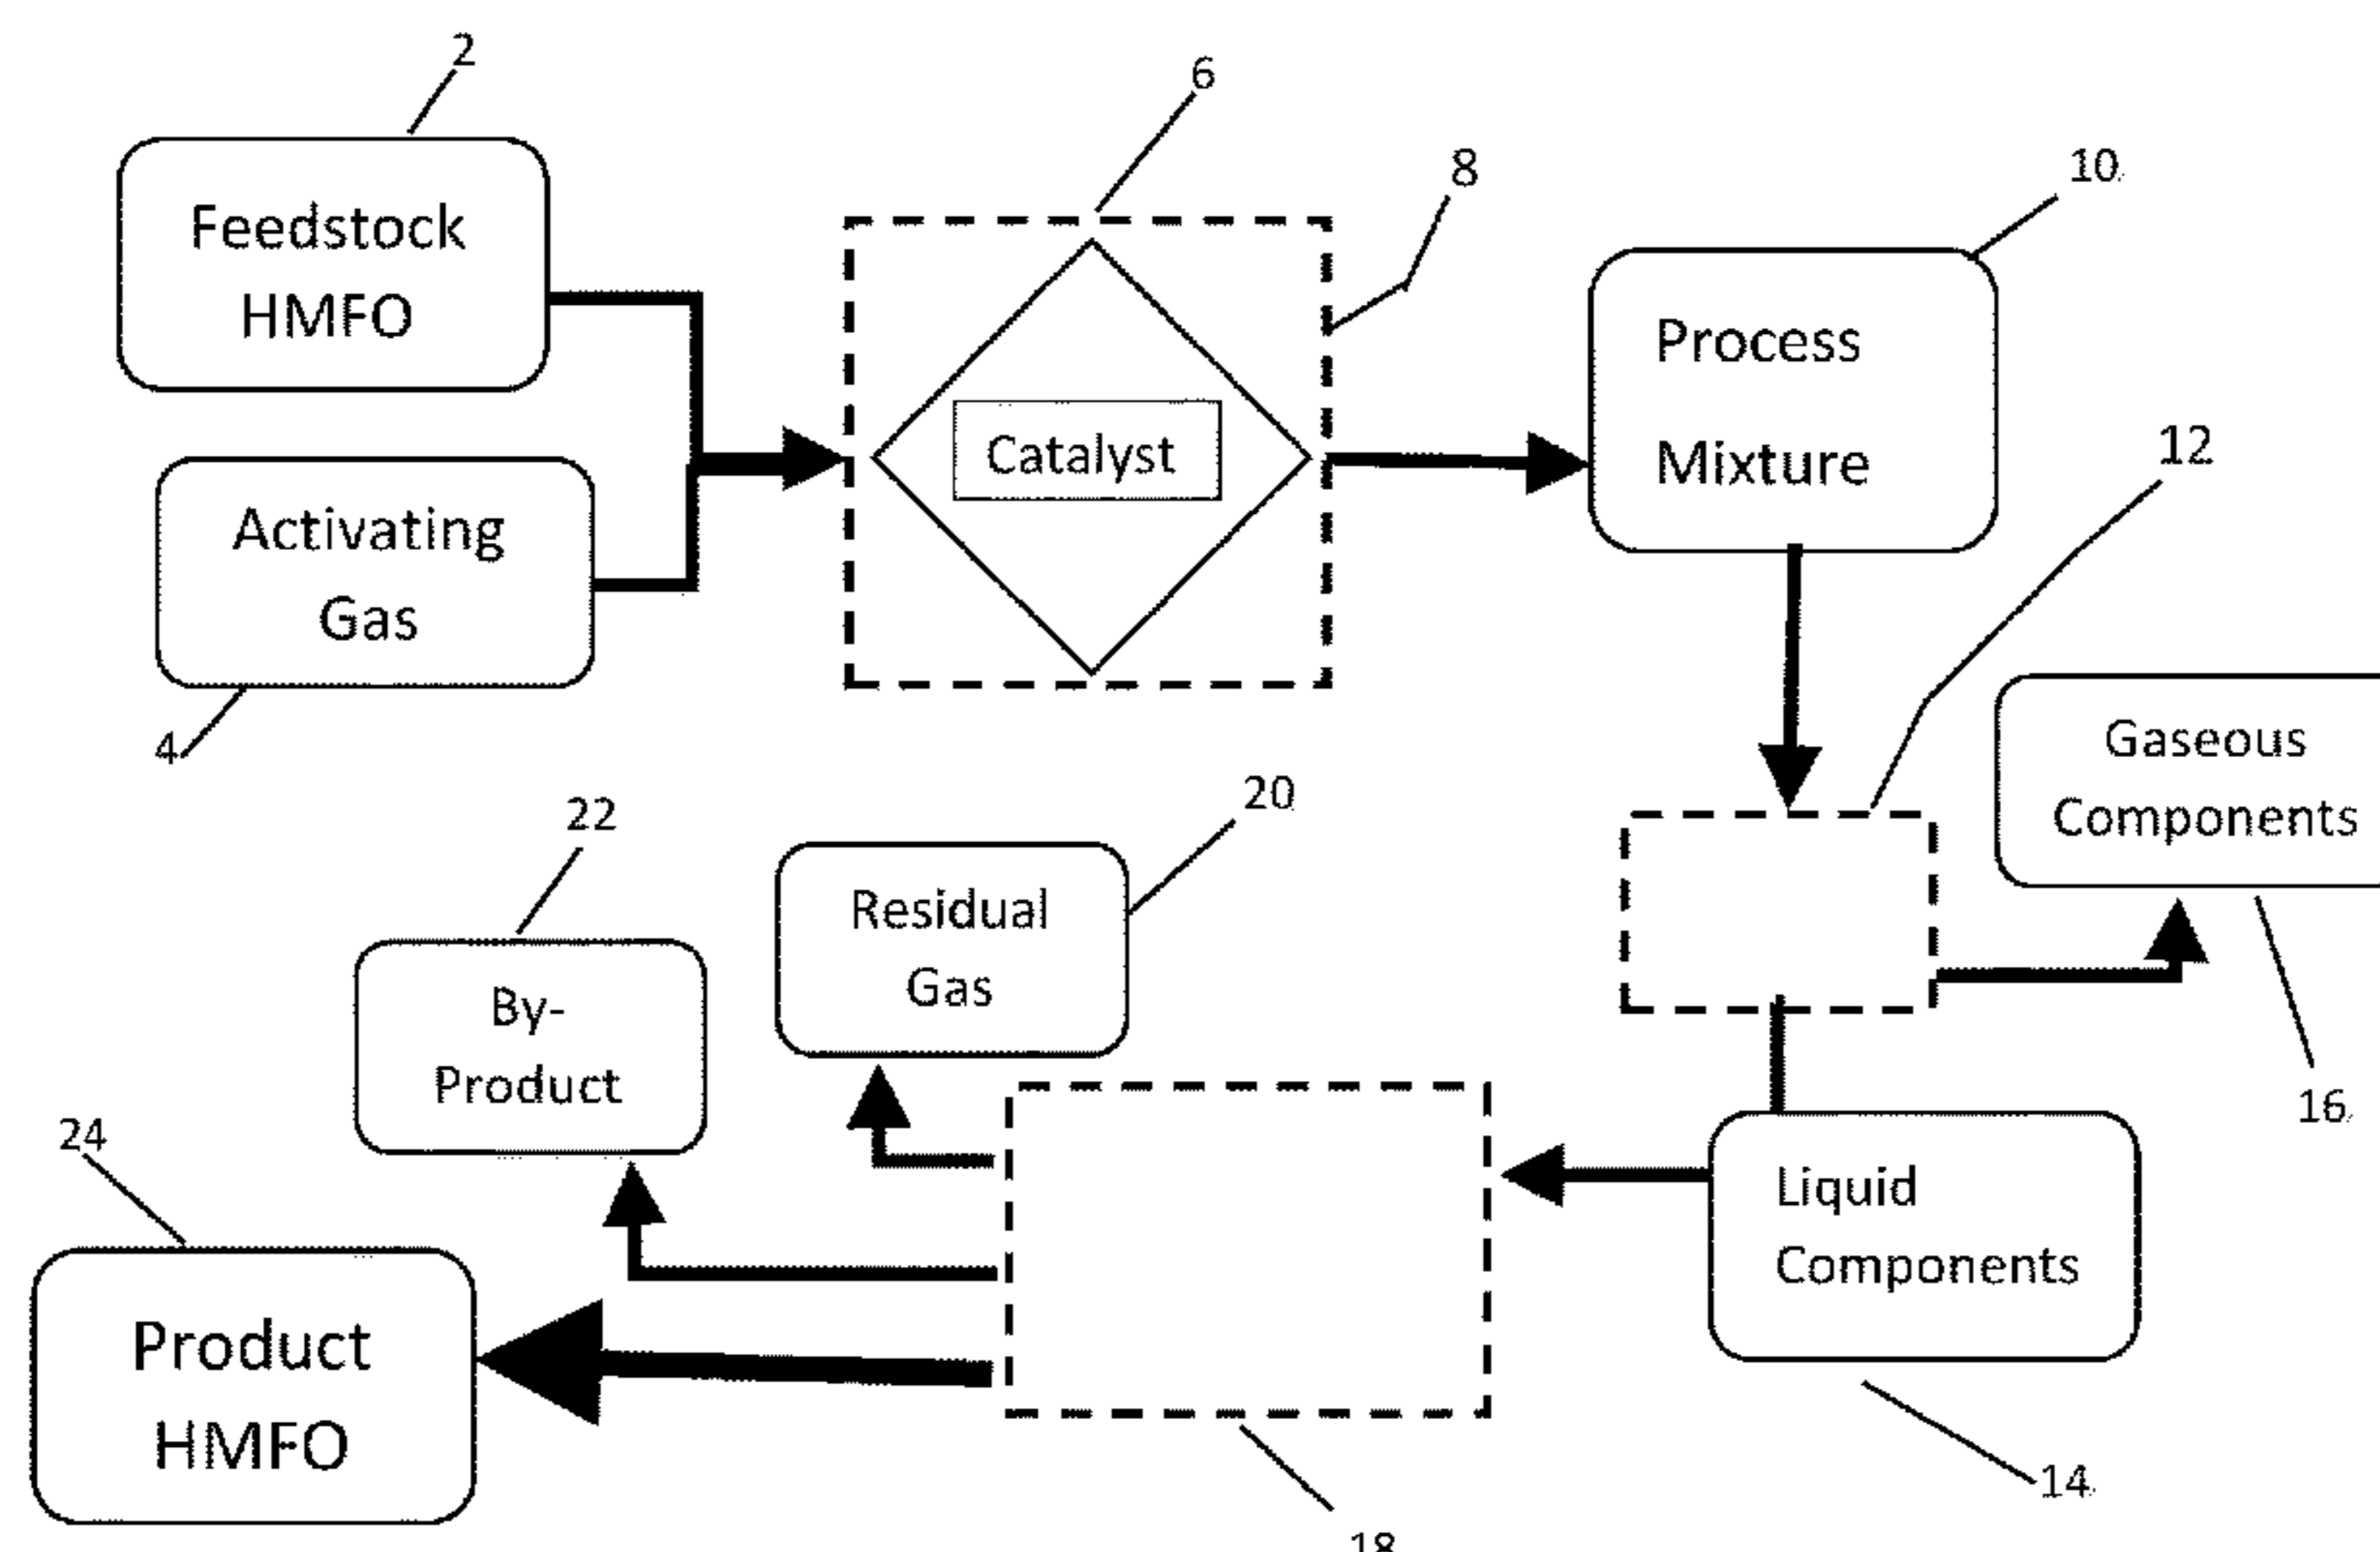 2
6
8
10
Feedstock
HMFO
Process
Mixture
Catalyst
12
Activating
Gas
4
Gaseous
Components
20
22
Residual
Gas
By-
Product
16
24
Liquid
Components
Product
HMFO
14
18